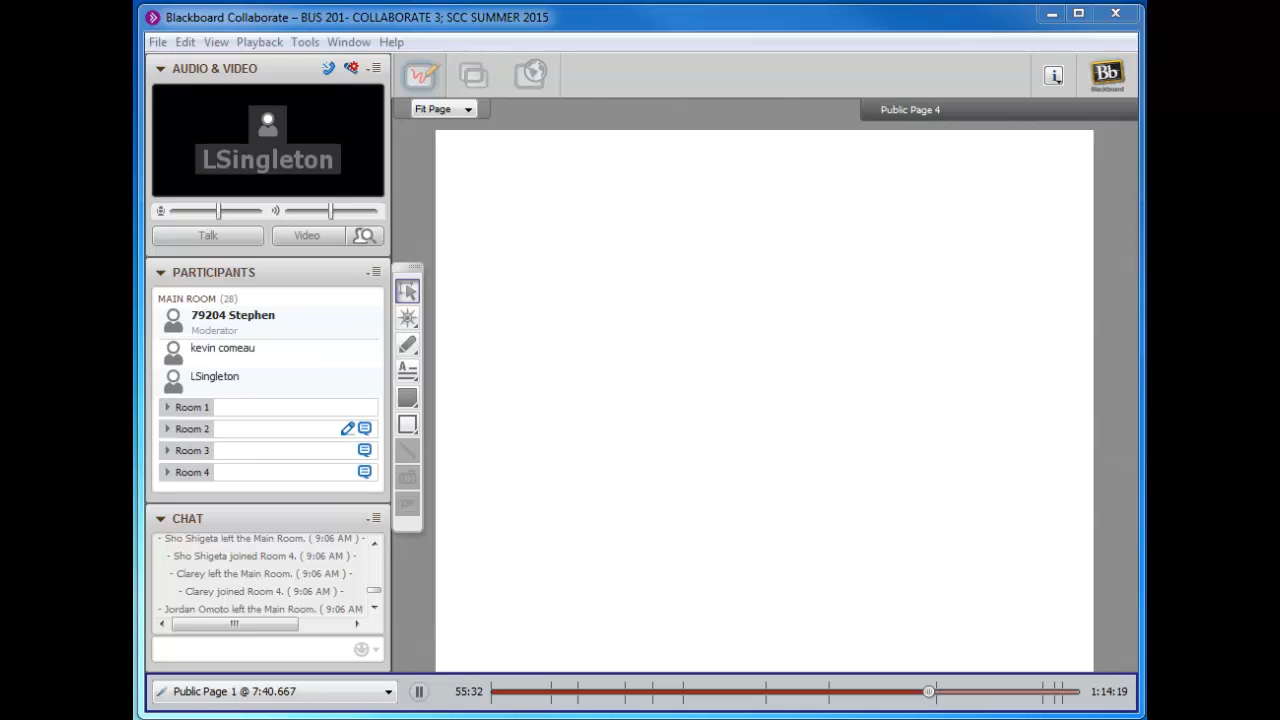 Blackboard Collaborate – BUS 201- COLLABORATE 3; SCC SUMMER 2015
File Edit View Playback Tools Window Help
AUDIO & VIDEO
LSingleton
Talk Video
PARTICIPANTS
MAIN ROOM (28)
79204 Stephen
Moderator
kevin comeau
LSingleton
Room 1
Room 2
Room 3
Room 4
CHAT
- Sho Shigeta left the Main Room. ( 9:06 AM ) -
- Sho Shigeta joined Room 4. ( 9:06 AM ) -
- Clarey left the Main Room. ( 9:06 AM ) -
- Clarey joined Room 4. ( 9:06 AM ) -
- Jordan Omoto left the Main Room. ( 9:06 AM
Fit Page
Public Page 4
i
Bb
Blackboard
Public Page 1 @ 7:40.667
55:32
1:14:19